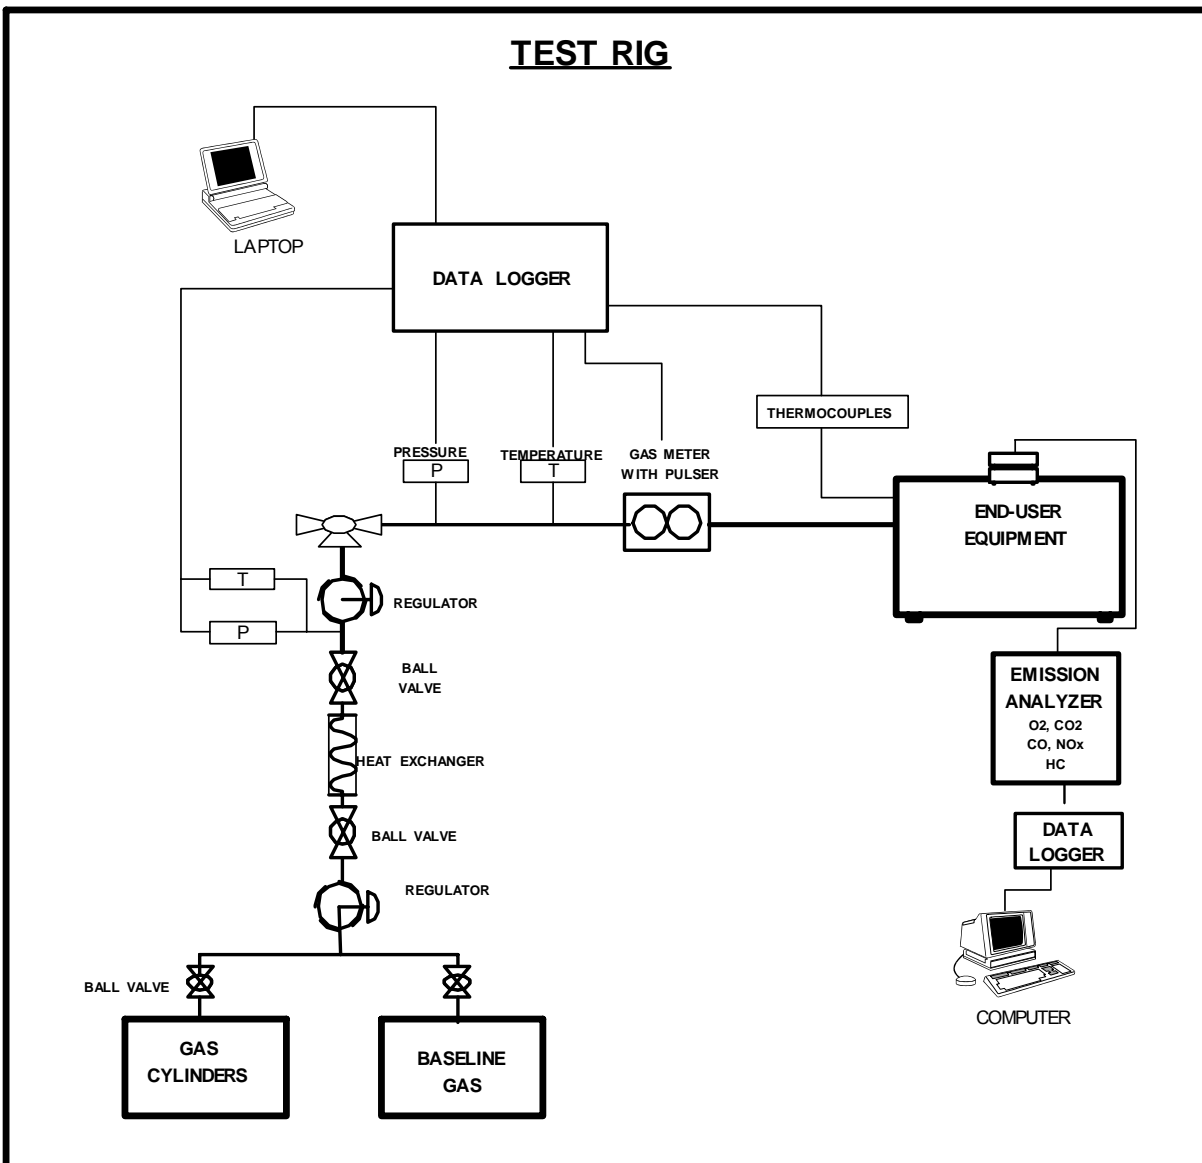 TEST RIG
LAPTOP
DATA LOGGER
THERMOCOUPLES
PRESSURE
P
TEMPERATURE
T
GAS METER
WITH PULSER
END-USER
EQUIPMENT
T
REGULATOR
P
BALL
VALVE
EMISSION
ANALYZER
O2, CO2
CO, NOx
HC
HEAT EXCHANGER
BALL VALVE
DATA
LOGGER
REGULATOR
BALL VALVE
COMPUTER
GAS
CYLINDERS
BASELINE
GAS